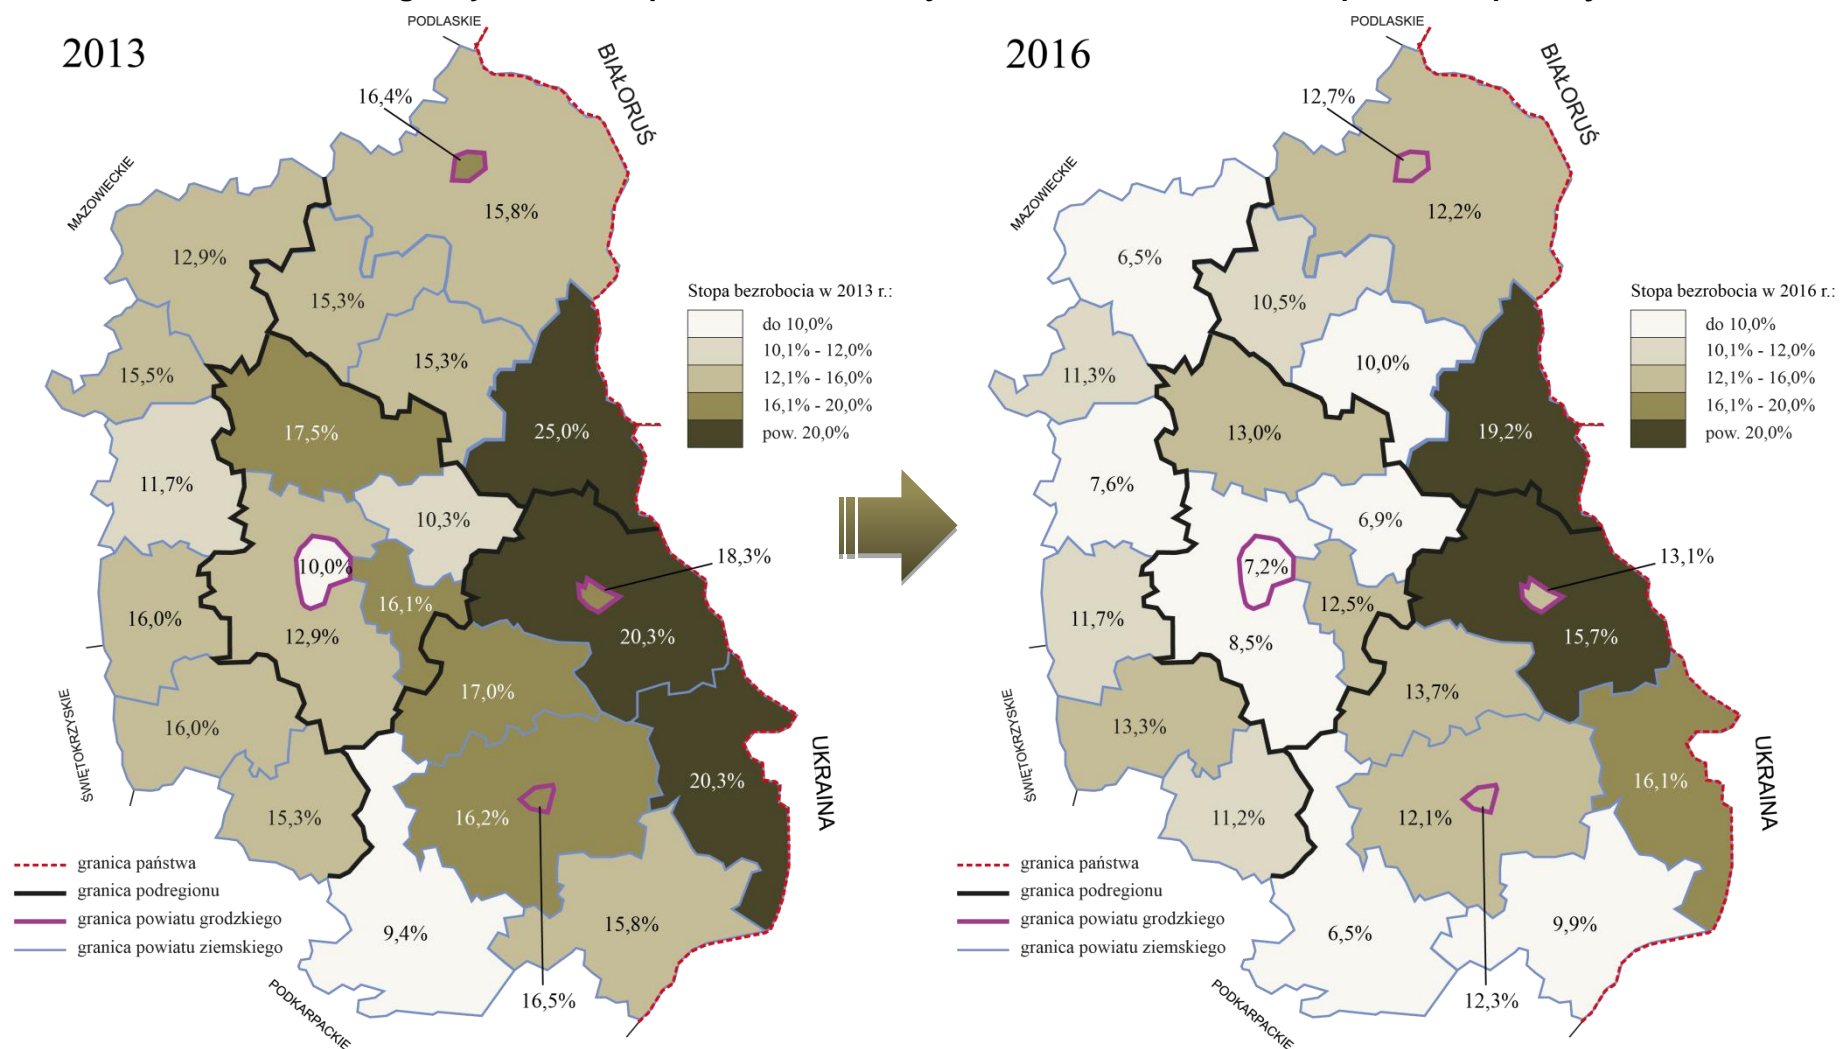 2013
PODLASKIE
BIAŁORUŚ
MAZOWIECKIE
16,4%
15,8%
12,9%
15,3%
15,5%
15,3%
17,5%
25,0%
11,7%
10,3%
18,3%
10,0%
16,1%
16,0%
12,9%
20,3%
17,0%
16,0%
20,3%
15,3%
16,2%
15,8%
9,4%
16,5%
ŚWIĘTOKRZYSKIE
UKRAINA
PODKARPACKIE
Stopa bezrobocia w 2013 r.:
do 10,0%
10,1% - 12,0%
12,1% - 16,0%
16,1% - 20,0%
pow. 20,0%
granica państwa
granica podregionu
granica powiatu grodzkiego
granica powiatu ziemskiego
2016
PODLASKIE
BIAŁORUŚ
MAZOWIECKIE
12,7%
12,2%
6,5%
10,5%
11,3%
10,0%
13,0%
19,2%
7,6%
6,9%
13,1%
7,2%
12,5%
11,7%
8,5%
15,7%
13,7%
13,3%
16,1%
11,2%
12,1%
9,9%
6,5%
12,3%
ŚWIĘTOKRZYSKIE
UKRAINA
PODKARPACKIE
Stopa bezrobocia w 2016 r.:
do 10,0%
10,1% - 12,0%
12,1% - 16,0%
16,1% - 20,0%
pow. 20,0%
granica państwa
granica podregionu
granica powiatu grodzkiego
granica powiatu ziemskiego